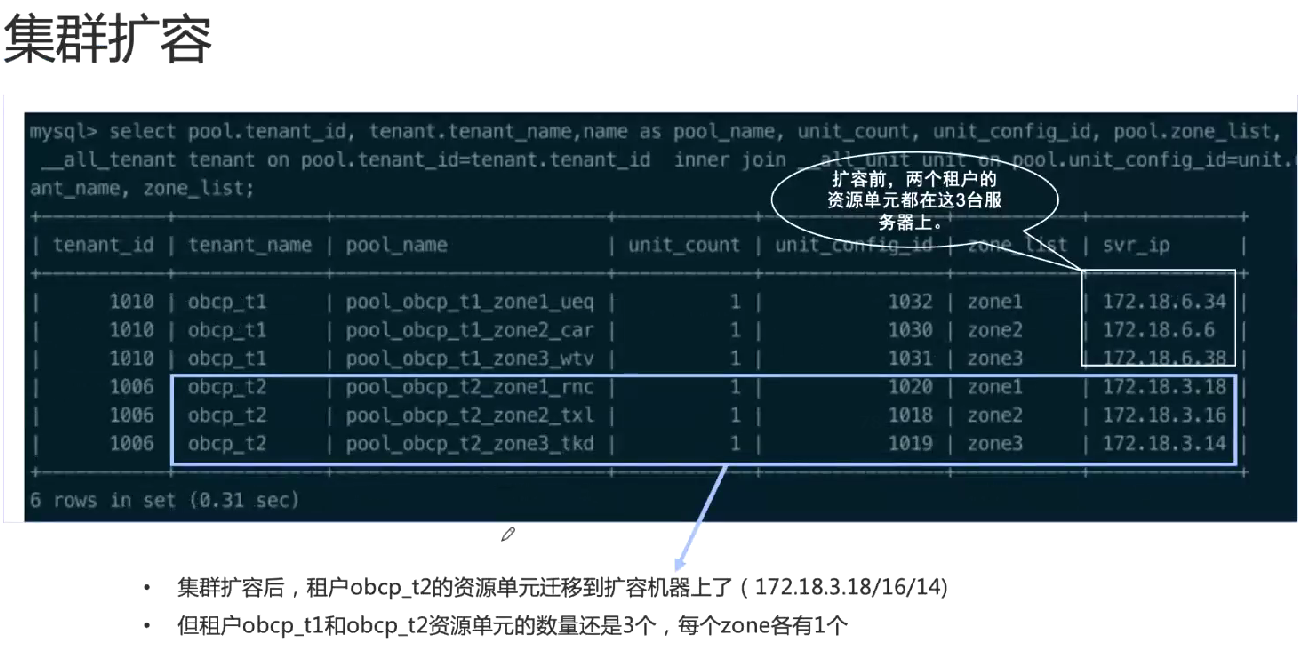 集群扩容
mysql> select pool.tenant_id, tenant.tenant_name,name as pool_name, unit_count, unit_config_id, pool.zone_list,
__all_tenant tenant on pool.tenant_id=tenant.tenant_id inner join __all_unit unit on pool.unit_config_id=unit.
ant_name, zone_list;
扩容前，两个租户的
资源单元都在这3台服
务器上。
| tenant_id | tenant_name | pool_name | unit_count | unit_config_id | zone_list | svr_ip |
| 1010 | obcp_t1 | pool_obcp_t1_zone1_ueq | 1 | 1032 | zone1 | 172.18.6.34 |
| 1010 | obcp_t1 | pool_obcp_t1_zone2_car | 1 | 1030 | zone2 | 172.18.6.6 |
| 1010 | obcp_t1 | pool_obcp_t1_zone3_wtv | 1 | 1031 | zone3 | 172.18.6.38 |
| 1006 | obcp_t2 | pool_obcp_t2_zone1_rnc | 1 | 1020 | zone1 | 172.18.3.18 |
| 1006 | obcp_t2 | pool_obcp_t2_zone2_txl | 1 | 1018 | zone2 | 172.18.3.16 |
| 1006 | obcp_t2 | pool_obcp_t2_zone3_tkd | 1 | 1019 | zone3 | 172.18.3.14 |
6 rows in set (0.31 sec)
• 集群扩容后，租户obcp_t2的资源单元迁移到扩容机器上了（172.18.3.18/16/14)
• 但租户obcp_t1和obcp_t2资源单元的数量还是3个，每个zone各有1个